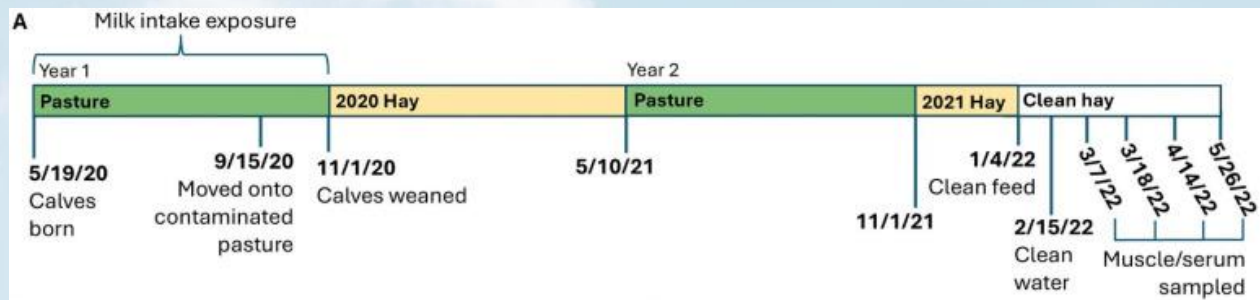 A
Milk intake exposure
Year 1
Year 2
Pasture
2020 Hay
Pasture
2021 Hay
Clean hay
5/19/20
Calves
born
9/15/20
Moved onto
contaminated
pasture
11/1/20
Calves weaned
5/10/21
11/1/21
1/4/22
Clean feed
2/15/22
Clean
water
3/7/22
3/18/22
4/14/22
5/26/22
Muscle/serum
sampled